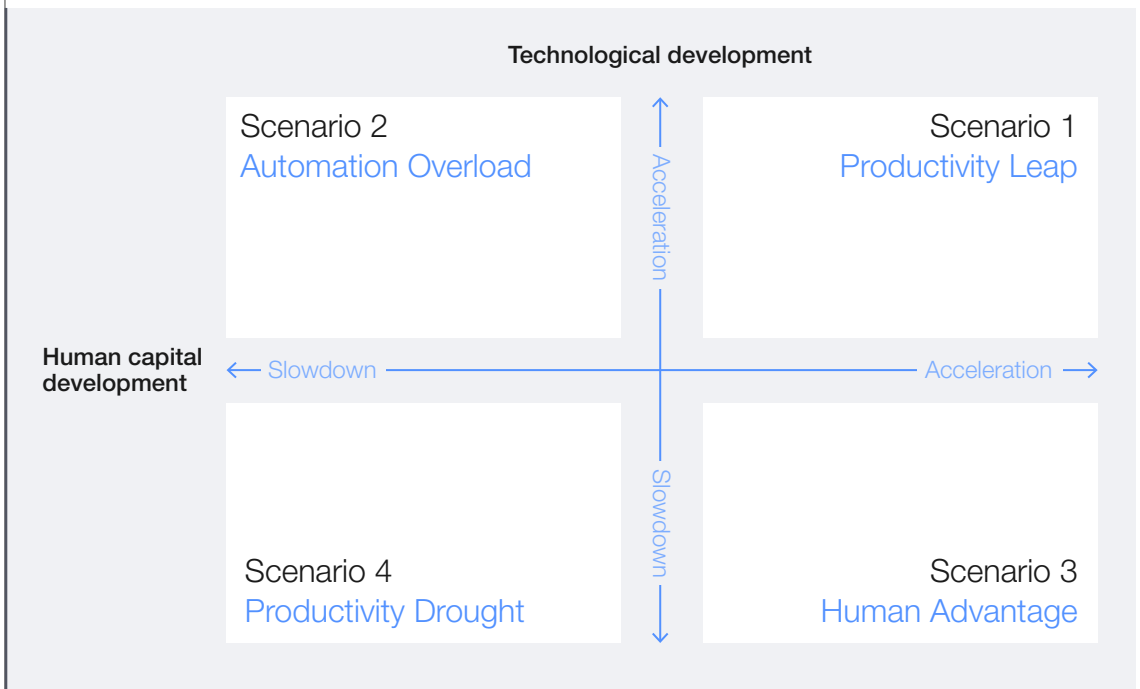 Technological development
Scenario 2
Automation Overload
Acceleration
Scenario 1
Productivity Leap
Human capital
development
Slowdown
Acceleration
Scenario 4
Productivity Drought
Slowdown
Scenario 3
Human Advantage